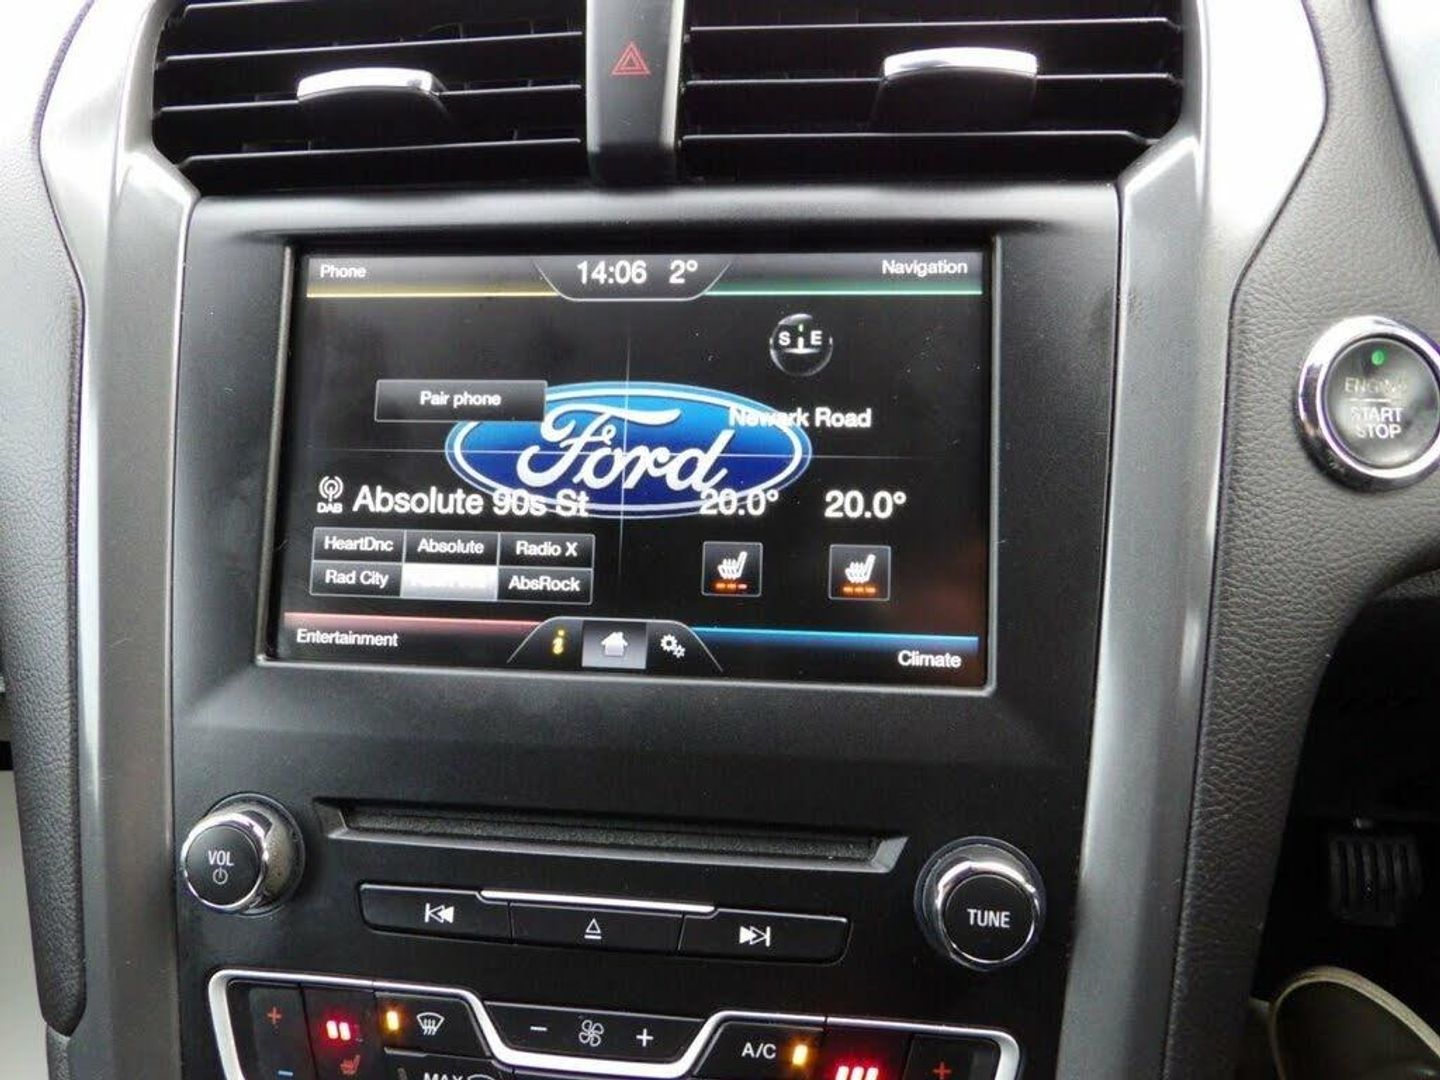 Phone
14:06 2°
Navigation
S E
Pair phone
Ford
Newark Road
DAB
Absolute 90s St
20.0°
20.0°
HeartDnc
Absolute
Radio X
Rad City
AbsRock
Entertainment
i
Climate
ENGINE
START
STOP
VOL
TUNE
+
−
− +
MAX
A/C
+